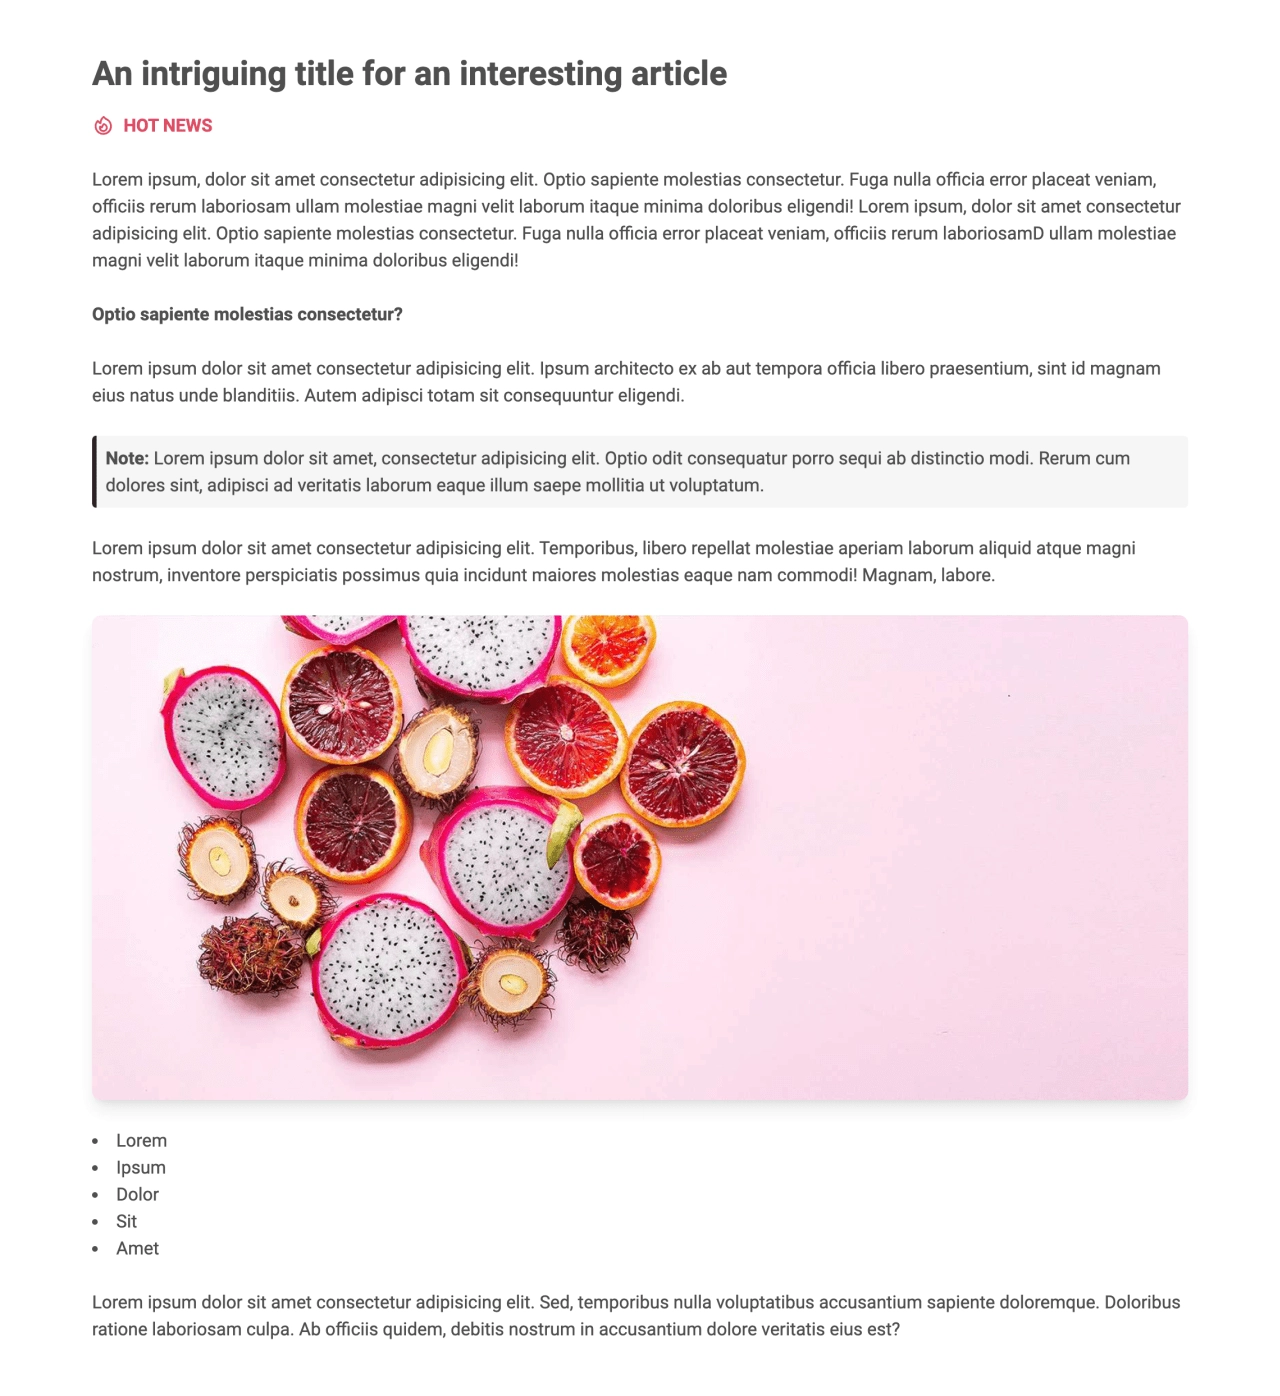 An intriguing title for an interesting article
HOT NEWS
Lorem ipsum, dolor sit amet consectetur adipisicing elit. Optio sapiente molestias consectetur. Fuga nulla officia error placeat veniam,
officiis rerum laboriosam ullam molestiae magni velit laborum itaque minima doloribus eligendi! Lorem ipsum, dolor sit amet consectetur
adipisicing elit. Optio sapiente molestias consectetur. Fuga nulla officia error placeat veniam, officiis rerum laboriosamD ullam molestiae
magni velit laborum itaque minima doloribus eligendi!
Optio sapiente molestias consectetur?
Lorem ipsum dolor sit amet consectetur adipisicing elit. Ipsum architecto ex ab aut tempora officia libero praesentium, sint id magnam
eius natus unde blanditiis. Autem adipisci totam sit consequuntur eligendi.
Note: Lorem ipsum dolor sit amet, consectetur adipisicing elit. Optio odit consequatur porro sequi ab distinctio modi. Rerum cum
dolores sint, adipisci ad veritatis laborum eaque illum saepe mollitia ut voluptatum.
Lorem ipsum dolor sit amet consectetur adipisicing elit. Temporibus, libero repellat molestiae aperiam laborum aliquid atque magni
nostrum, inventore perspiciatis possimus quia incidunt maiores molestias eaque nam commodi! Magnam, labore.
• Lorem
• Ipsum
• Dolor
• Sit
• Amet
Lorem ipsum dolor sit amet consectetur adipisicing elit. Sed, temporibus nulla voluptatibus accusantium sapiente doloremque. Doloribus
ratione laboriosam culpa. Ab officiis quidem, debitis nostrum in accusantium dolore veritatis eius est?